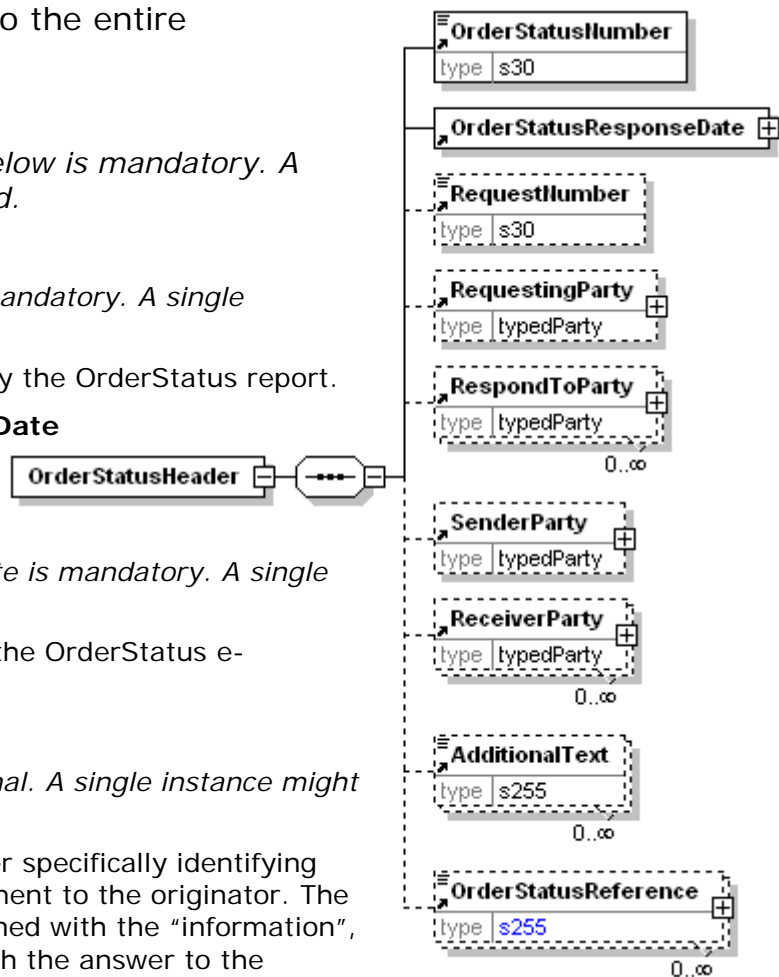 o the entire
elow is mandatory. A
d.
andatory. A single
y the OrderStatus report.
Date
te is mandatory. A single
the OrderStatus e-
nal. A single instance might
er specifically identifying
nent to the originator. The
ned with the "information",
h the answer to the
OrderStatusHeader
OrderStatusNumber
type s30
OrderStatusResponseDate
RequestNumber
type s30
RequestingParty
type typedParty
RespondToParty
type typedParty
0..∞
SenderParty
type typedParty
ReceiverParty
type typedParty
0..∞
AdditionalText
type s255
0..∞
OrderStatusReference
type s255
0..∞